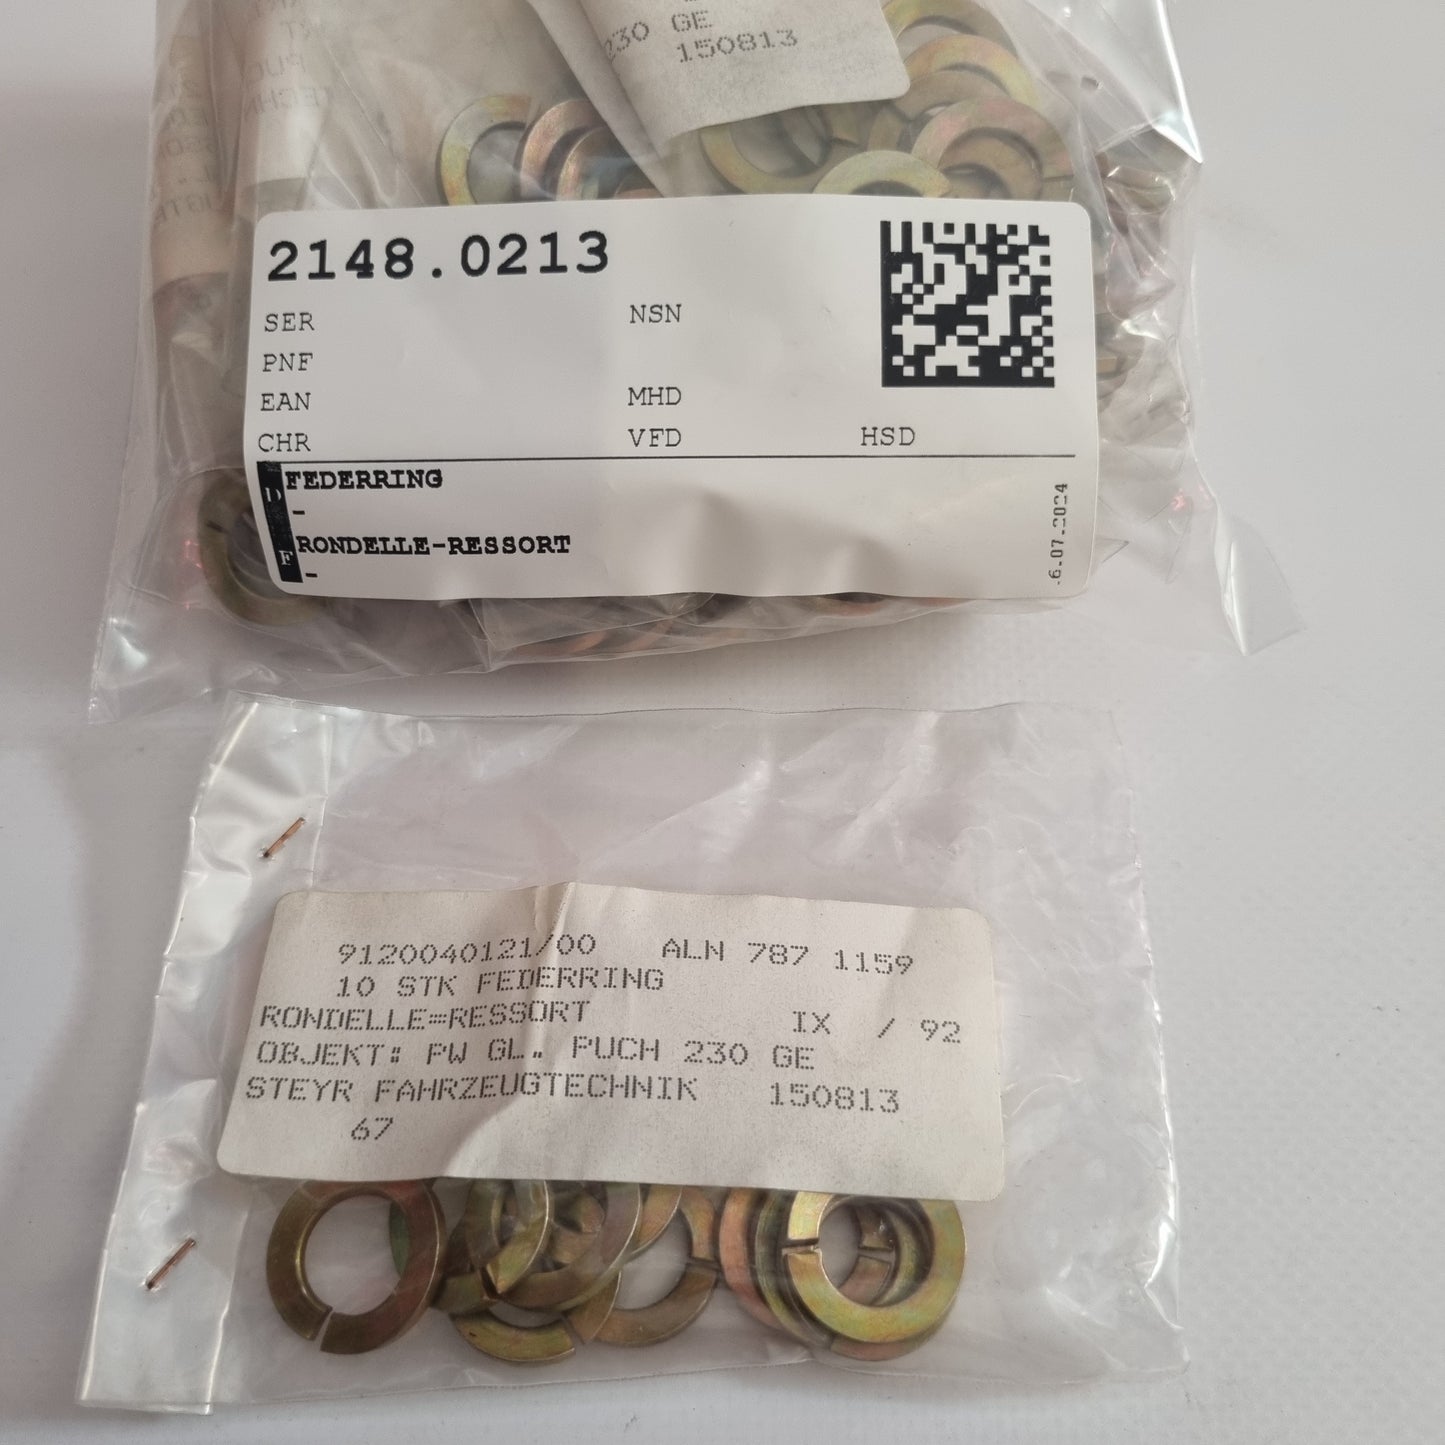 230 GE
150813
2148.0213
SER
NSN
PNF
EAN
MHD
CHR
VFD
HSD
D FEDERRING
-
F RONDELLE-RESSORT
-
6.07.2024
9120040121/00 ALN 787 1159
10 STK FEDERRING
RONDELLE=RESSORT IX / 92
OBJEKT: PW GL. PUCH 230 GE
STEYR FAHRZEUGTECHNIK 150813
67